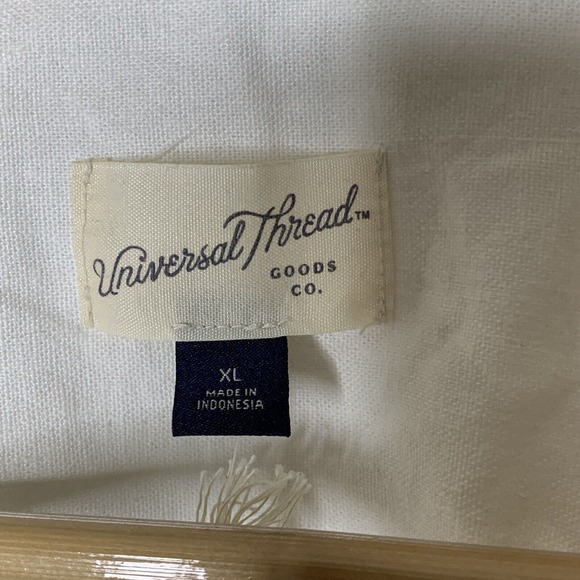 Universal Thread™
GOODS
CO.
XL
MADE IN
INDONESIA